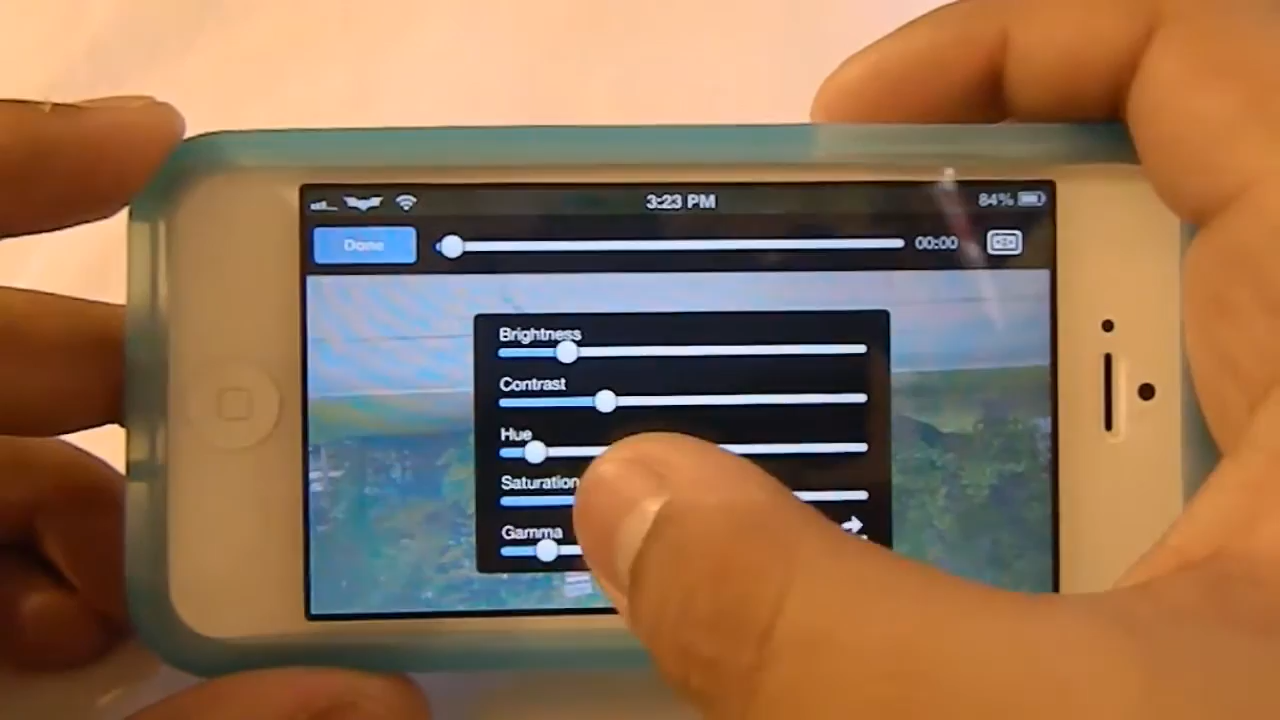 3:23 PM 84%
Done 00:00
Brightness
Contrast
Hue
Saturation
Gamma